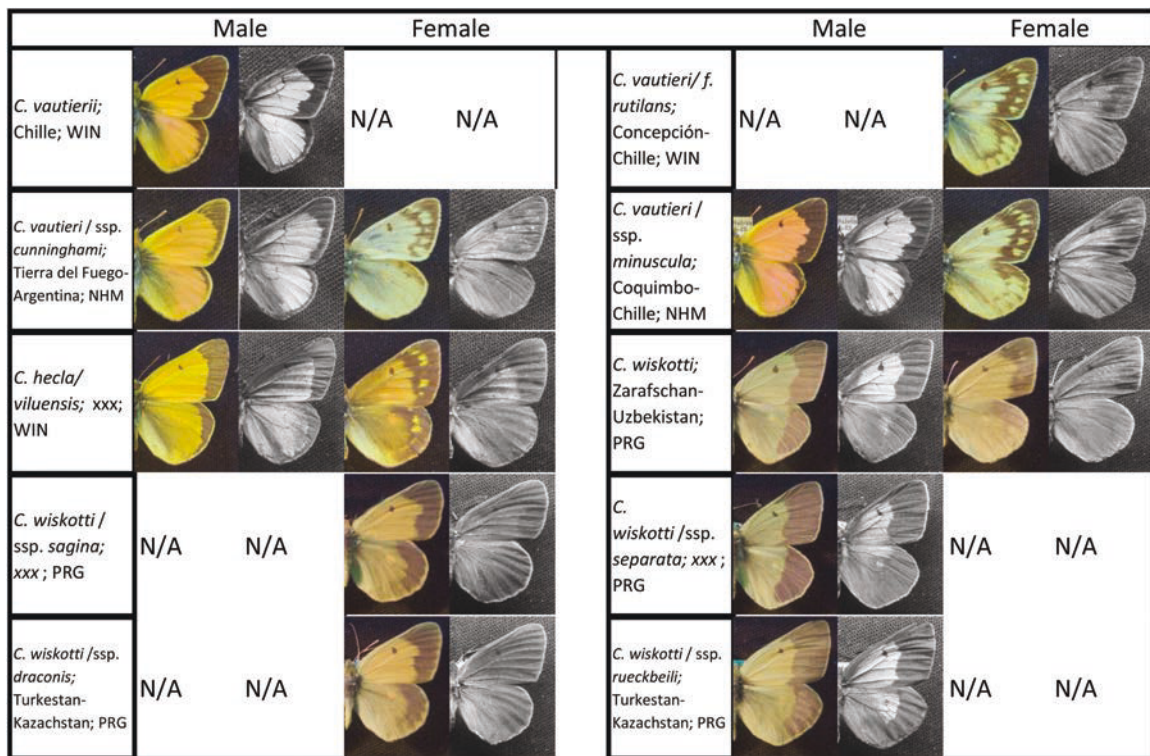 Male Female Male Female
C. vautierii;
Chille; WIN
N/A N/A
C. vautieri/ f.
rutilans;
Concepción-
Chille; WIN
N/A N/A
C. vautieri / ssp.
cunninghami;
Tierra del Fuego-
Argentina; NHM
C. vautieri /
ssp.
minuscula;
Coquimbo-
Chille; NHM
C. hecla/
viluensis; xxx;
WIN
C. wiskotti;
Zarafschan-
Uzbekistan;
PRG
C. wiskotti /
ssp. sagina;
xxx ; PRG
N/A N/A
C.
wiskotti /ssp.
separata; xxx ;
PRG
N/A N/A
C. wiskotti /ssp.
draconis;
Turkestan-
Kazachstan; PRG
N/A N/A
C. wiskotti / ssp.
rueckbeili;
Turkestan-
Kazachstan; PRG
N/A N/A